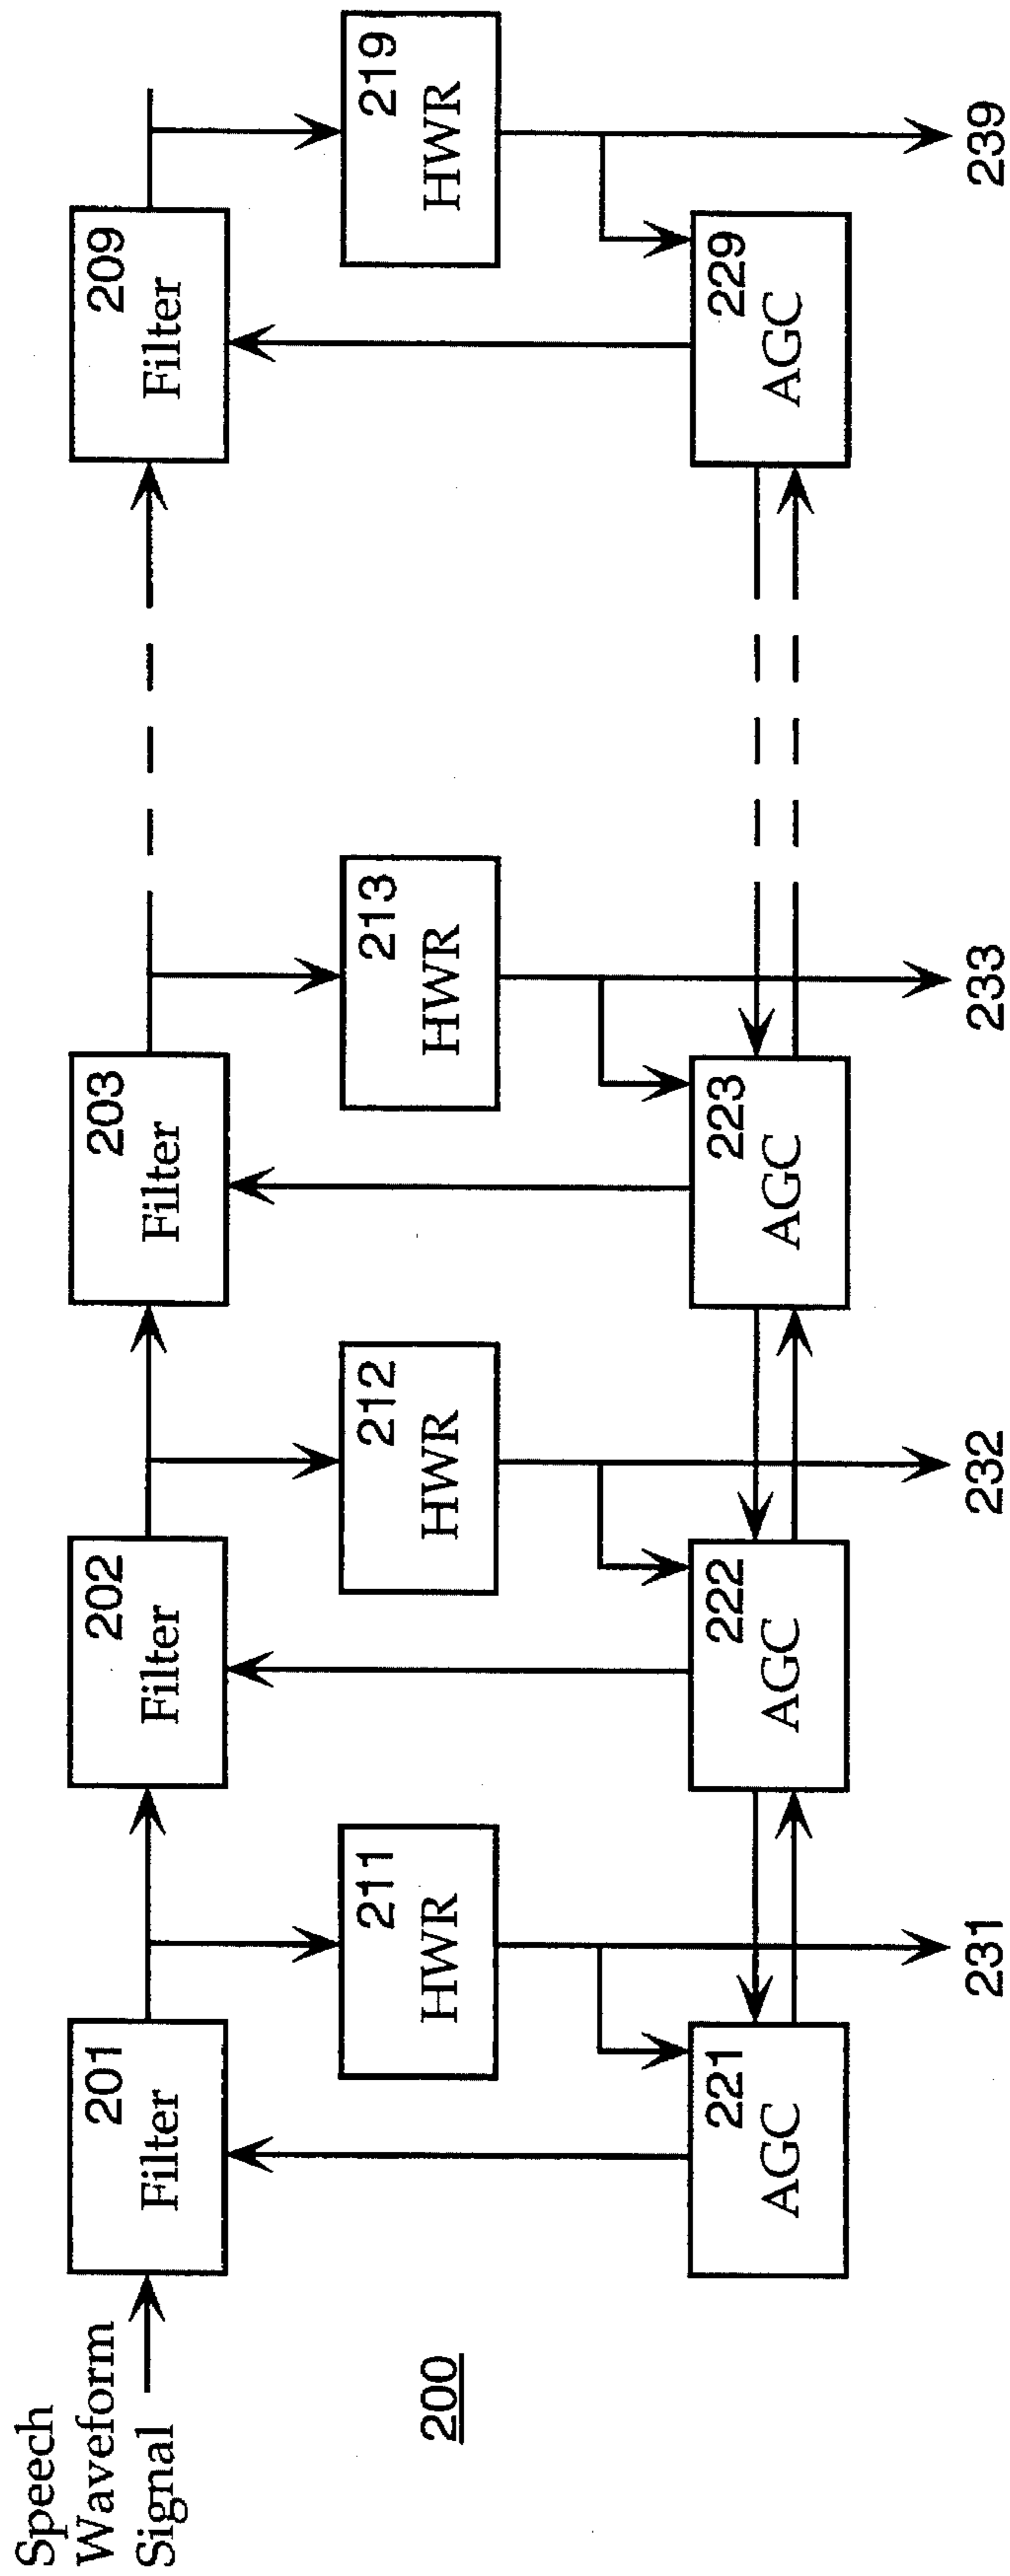 Speech
Waveform
Signal
201
Filter
202
Filter
203
Filter
209
Filter
211
HWR
212
HWR
213
HWR
219
HWR
200
221
AGC
222
AGC
223
AGC
229
AGC
231
232
233
239